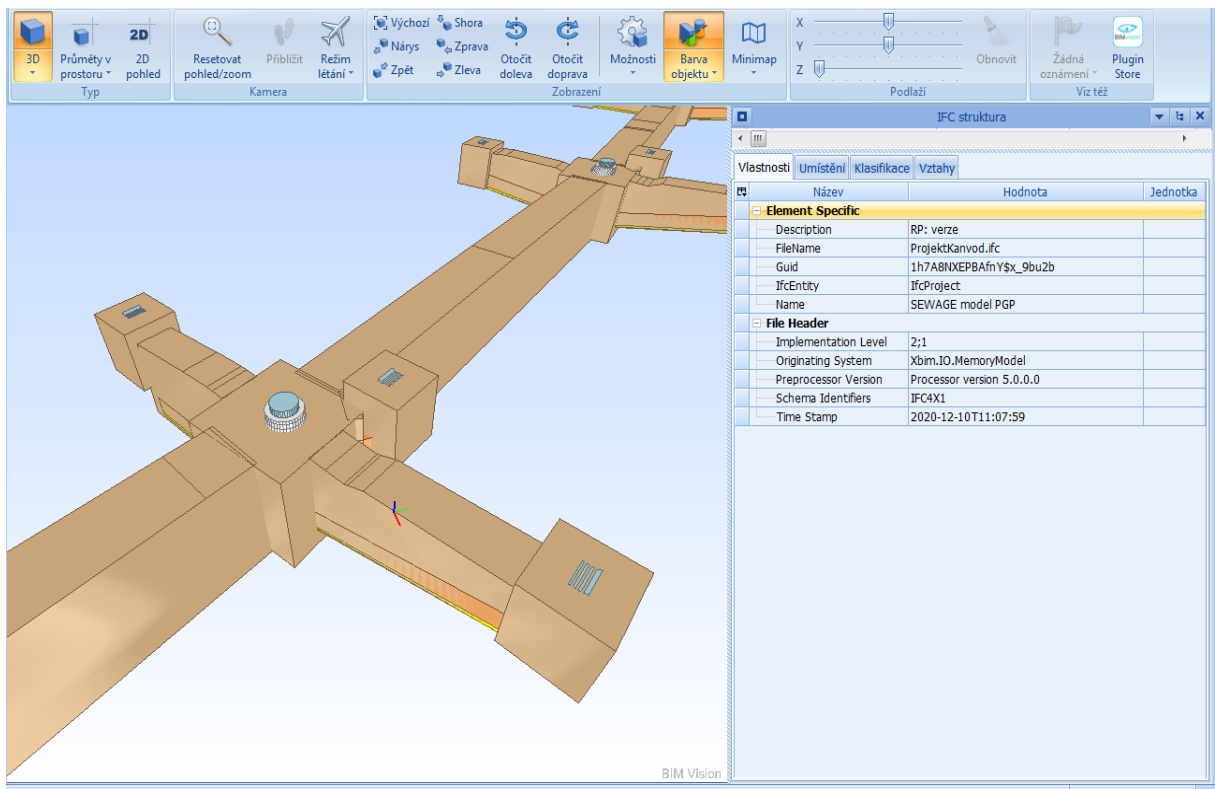 Výchozí Shora
Nárys Zprava
Zpět Zleva
3D
Průměty v prostoru
2D
2D pohled
Resetovat pohled/zoom
Přiblížit
Režim létání
Otočit doleva
Otočit doprava
Možnosti
Barva objektu
Minimap
X
Y
Z
Obnovit
Žádná oznámení
BIMvision
Plugin Store
Typ
Kamera
Zobrazení
Podlaží
Viz též
IFC struktura
Vlastnosti Umístění Klasifikace Vztahy
Název Hodnota Jednotka
Element Specific
Description RP: verze
FileName ProjektKanvod.ifc
Guid 1h7A8NXEPBAfnY$x_9bu2b
IfcEntity IfcProject
Name SEWAGE model PGP
File Header
Implementation Level 2;1
Originating System Xbim.IO.MemoryModel
Preprocessor Version Processor version 5.0.0.0
Schema Identifiers IFC4X1
Time Stamp 2020-12-10T11:07:59
BIM Vision